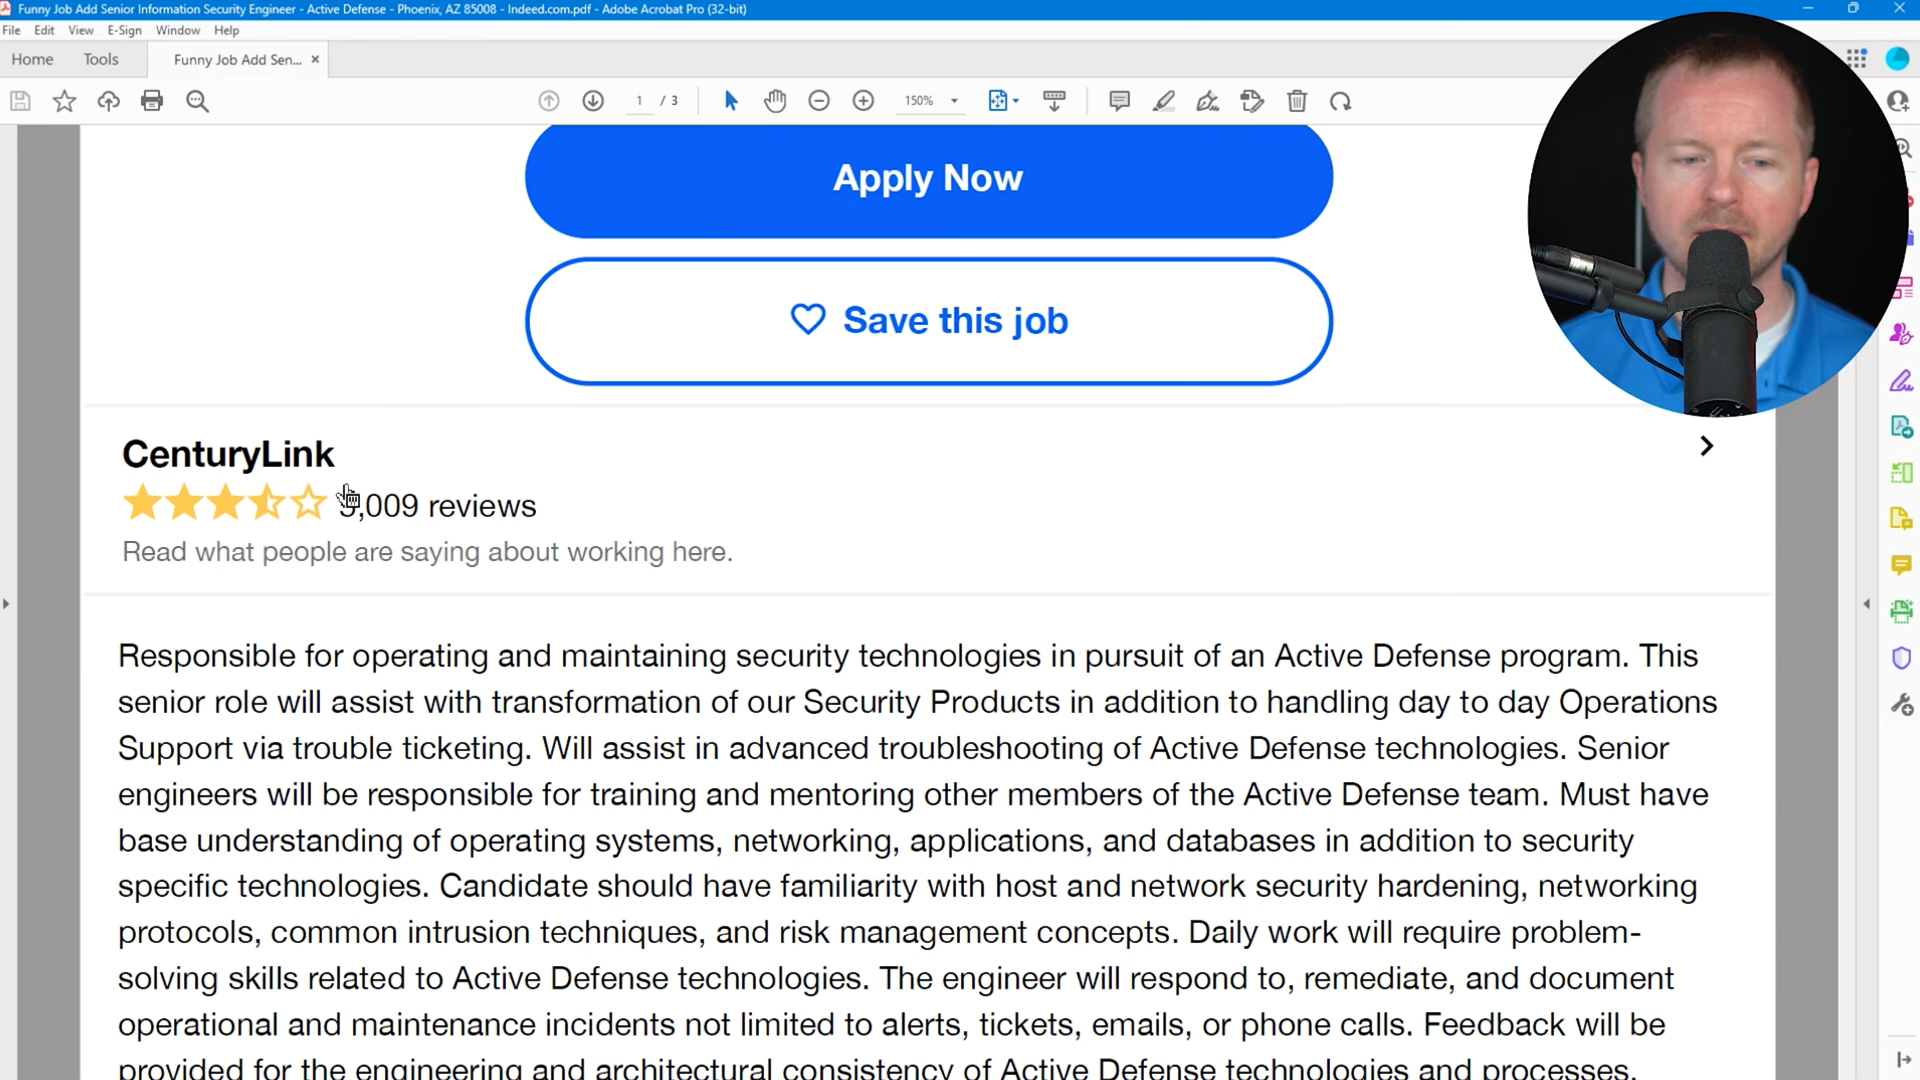 Funny Job Add Senior Information Security Engineer - Active Defense - Phoenix, AZ 85008 - Indeed.com.pdf - Adobe Acrobat Pro (32-bit)
File Edit View E-Sign Window Help
Home Tools Funny Job Add Sen... ×
1 / 3 150%
Apply Now
Save this job
CenturyLink
,009 reviews
Read what people are saying about working here.
Responsible for operating and maintaining security technologies in pursuit of an Active Defense program. This
senior role will assist with transformation of our Security Products in addition to handling day to day Operations
Support via trouble ticketing. Will assist in advanced troubleshooting of Active Defense technologies. Senior
engineers will be responsible for training and mentoring other members of the Active Defense team. Must have
base understanding of operating systems, networking, applications, and databases in addition to security
specific technologies. Candidate should have familiarity with host and network security hardening, networking
protocols, common intrusion techniques, and risk management concepts. Daily work will require problem-
solving skills related to Active Defense technologies. The engineer will respond to, remediate, and document
operational and maintenance incidents not limited to alerts, tickets, emails, or phone calls. Feedback will be
provided for the engineering and architectural consistency of Active Defense technologies and processes.